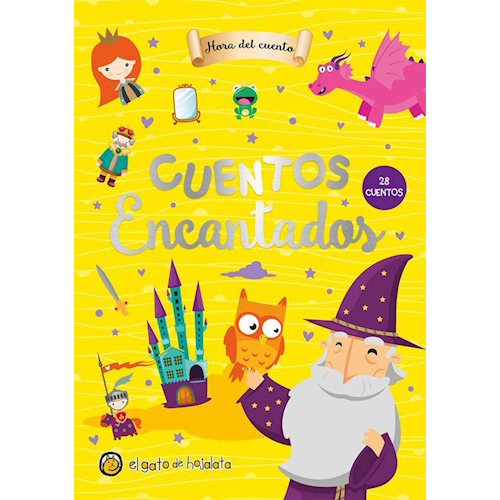 Hora del cuento
CUENTOS
Encantados
28
CUENTOS
el gato de hojalata